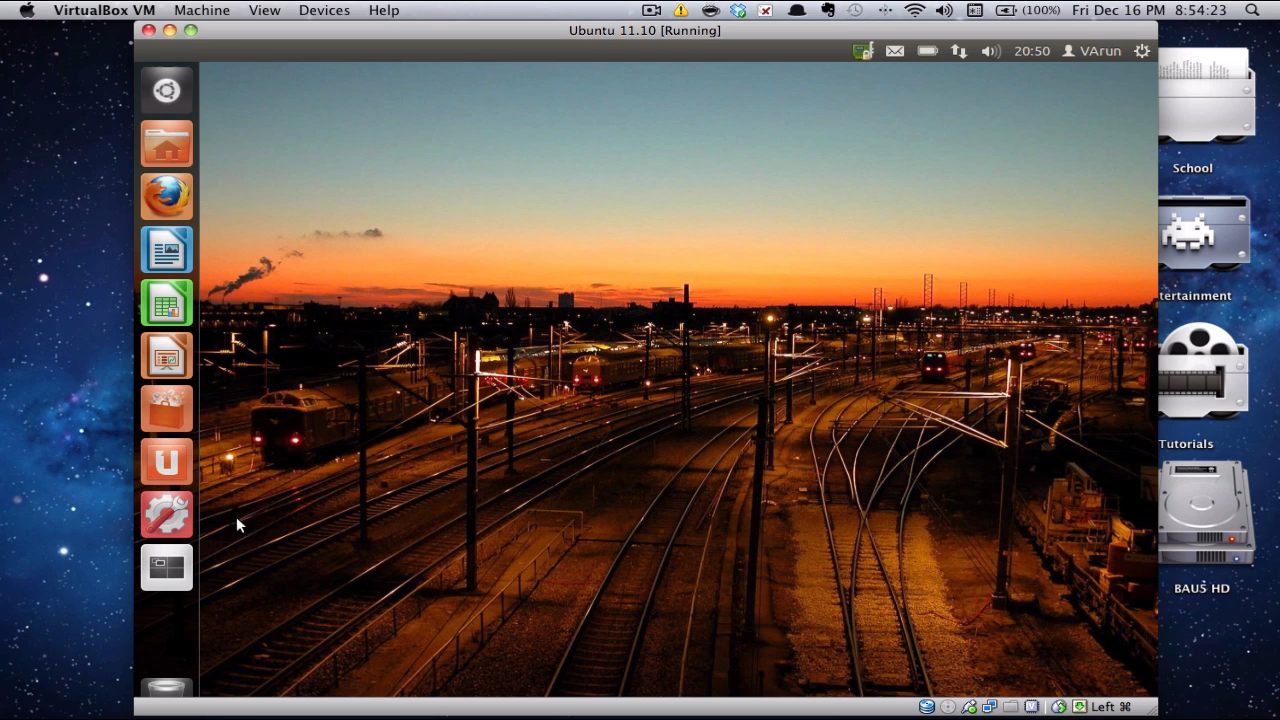 VirtualBox VM Machine View Devices Help (100%) Fri Dec 16 PM 8:54:23
Ubuntu 11.10 [Running]
20:50 VArun
School
tertainment
Tutorials
BAUS HD
Left ⌘